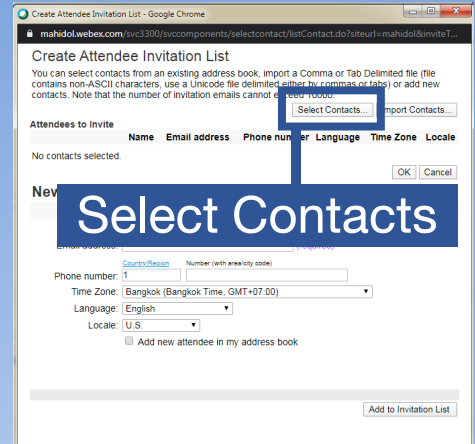 Create Attendee Invitation List - Google Chrome
mahidol.webex.com/svc3300/svccomponents/selectcontact/listContact.do?siteurl=mahidol&inviteT...
Create Attendee Invitation List
You can select contacts from an existing address book, import a Comma or Tab Delimited file (file
contains non-ASCII characters, use a Unicode file delimited either by commas or tabs) or add new
contacts. Note that the number of invitation emails cannot exceed 10000.
Select Contacts... Import Contacts...
Attendees to Invite
Name Email address Phone number Language Time Zone Locale
No contacts selected.
OK Cancel
New
Select Contacts
Email address: (required)
Country/Region Number (with area/city code)
Phone number: 1
Time Zone: Bangkok (Bangkok Time, GMT+07:00)
Language: English
Locale: U.S.
Add new attendee in my address book
Add to Invitation List